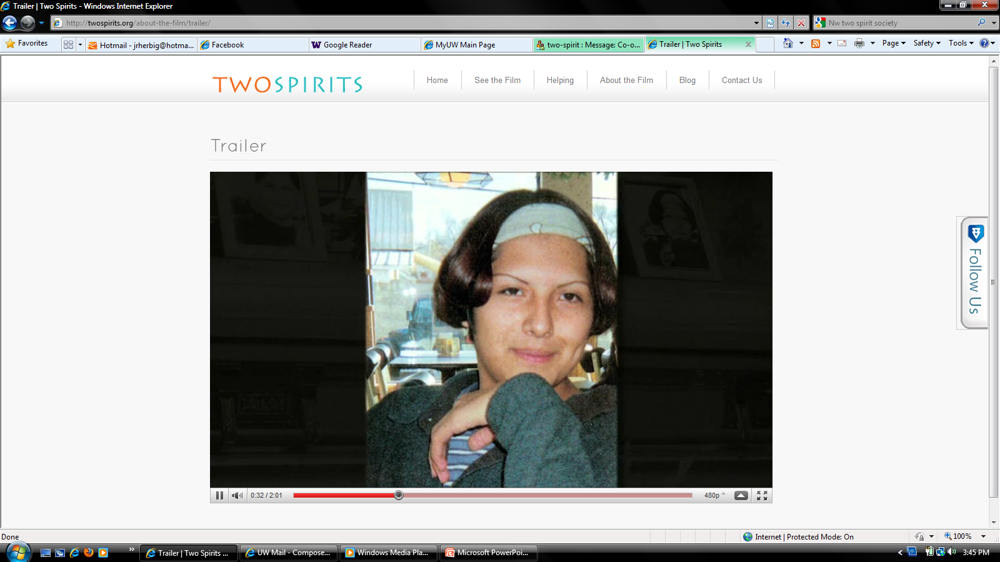 Trailer | Two Spirits - Windows Internet Explorer
http://twospirits.org/about-the-film/trailer/
Nw two spirit society
Favorites
Hotmail - jrherbig@hotma...
Facebook
Google Reader
MyUW Main Page
two-spirit : Message: Co-o...
Trailer | Two Spirits
Page
Safety
Tools
TWOSPIRITS
Home
See the Film
Helping
About the Film
Blog
Contact Us
Trailer
Follow Us
0:32 / 2:01
480p
Done
Internet | Protected Mode: On
100%
Trailer | Two Spirits ...
UW Mail - Compose...
Windows Media Pla...
Microsoft PowerPoi...
3:45 PM